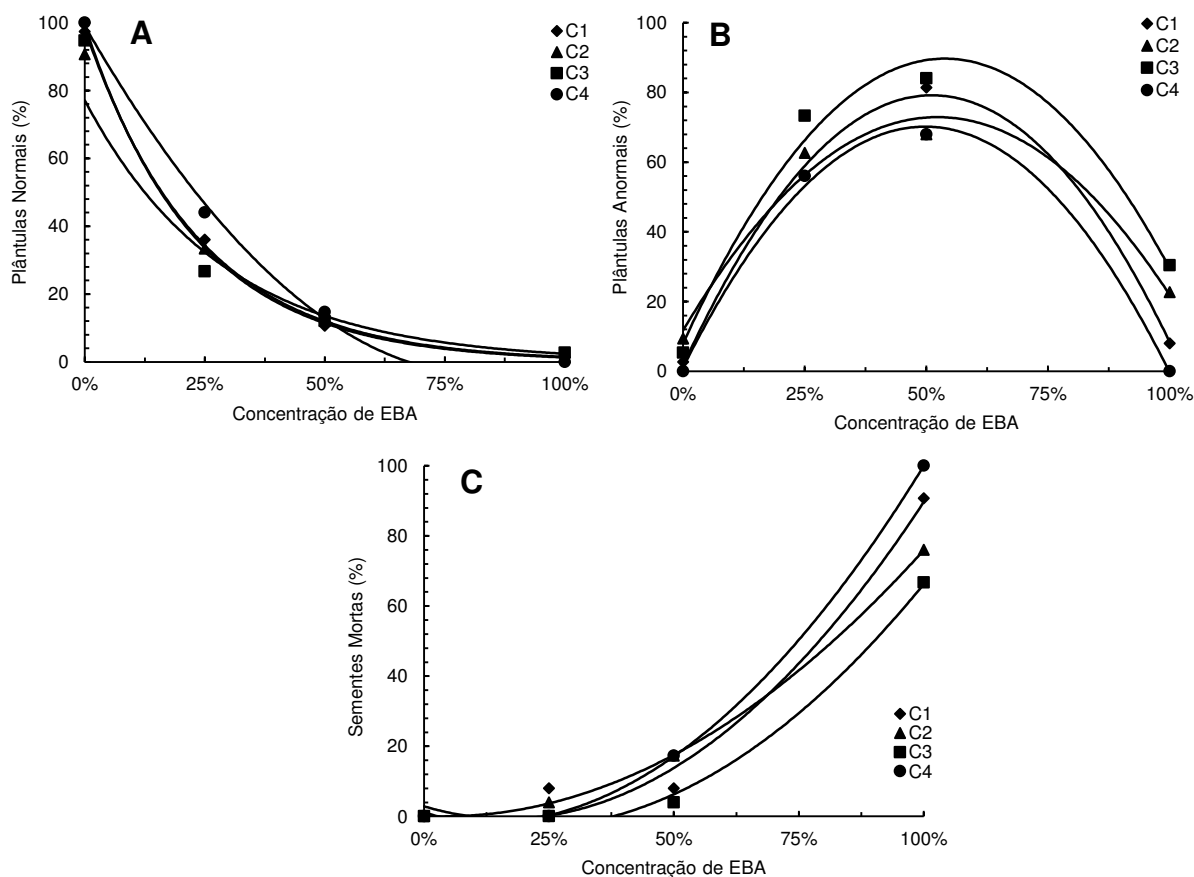 A
Plântulas Normais (%)
100
80
60
40
20
0
0%
25%
50%
75%
100%
Concentração de EBA
C1
C2
C3
C4
B
Plântulas Anormais (%)
100
80
60
40
20
0
0%
25%
50%
75%
100%
Concentração de EBA
C1
C2
C3
C4
C
Sementes Mortas (%)
100
80
60
40
20
0
0%
25%
50%
75%
100%
Concentração de EBA
C1
C2
C3
C4